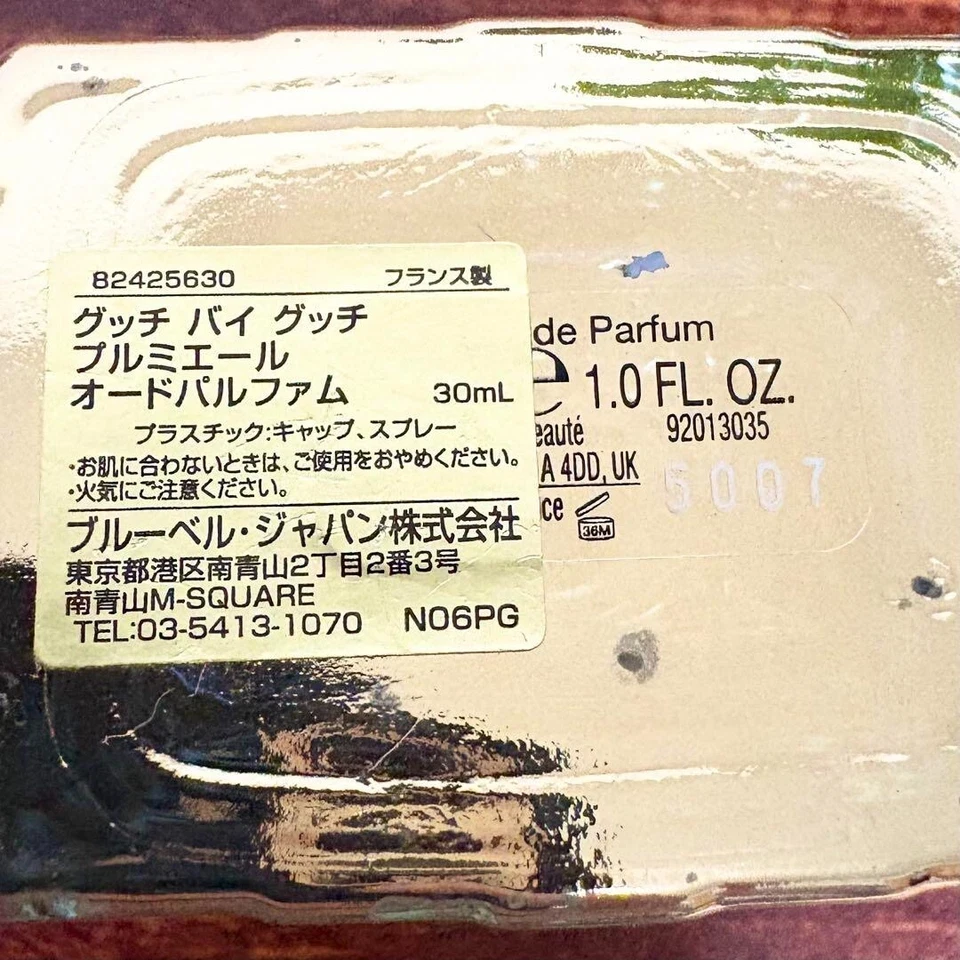 82425630 フランス製
グッチ バイ グッチ
プルミエール
オードパルファム 30mL
プラスチック:キャップ、スプレー
・お肌に合わないときは、ご使用をおやめください。
・火気にご注意ください。
ブルーベル・ジャパン株式会社
東京都港区南青山2丁目2番3号
南青山M-SQUARE
TEL:03-5413-1070 N06PG
de Parfum
e 1.0 FL. OZ.
eauté 92013035
A 4DD, UK
5007
ce 36M